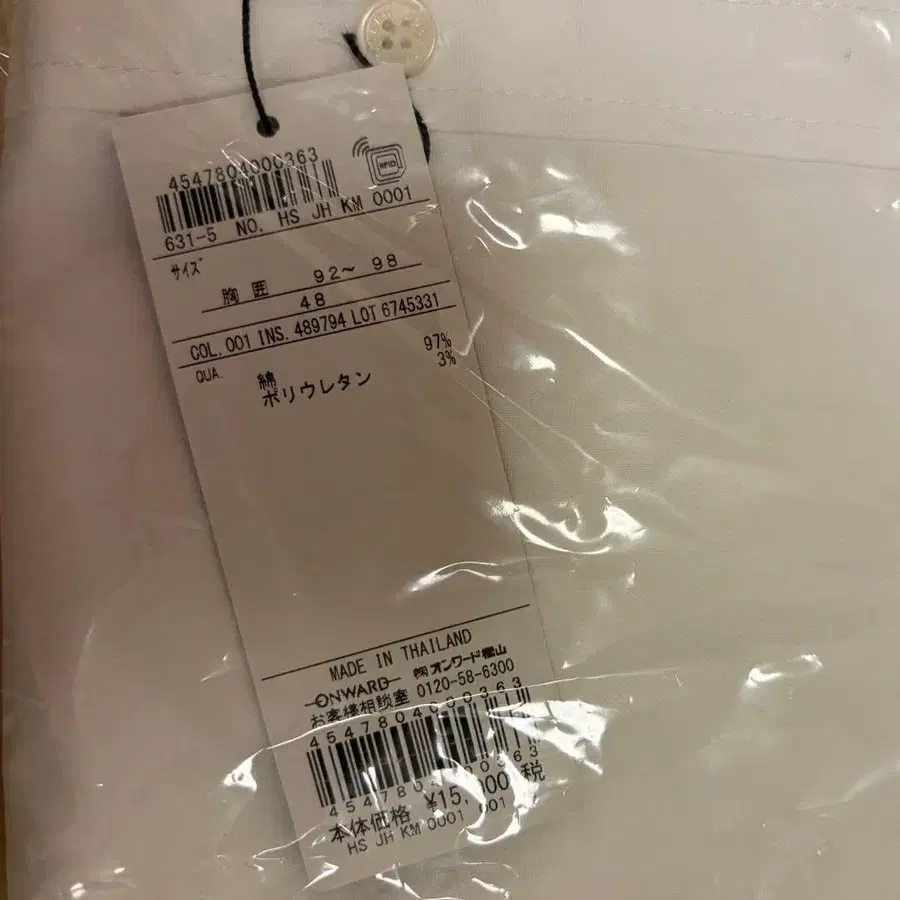 4547804000363
RFID
631-5 NO. HS JH KM 0001
サイズ
胸囲 92～ 98
48
COL. 001 INS. 489794 LOT 6745331
QUA. 綿 97%
ポリウレタン 3%
MADE IN THAILAND
ONWARD ㈱オンワード樫山
お客様相談室 0120-58-6300
4547804000363
本体価格 税
HS JH KM 0001 001